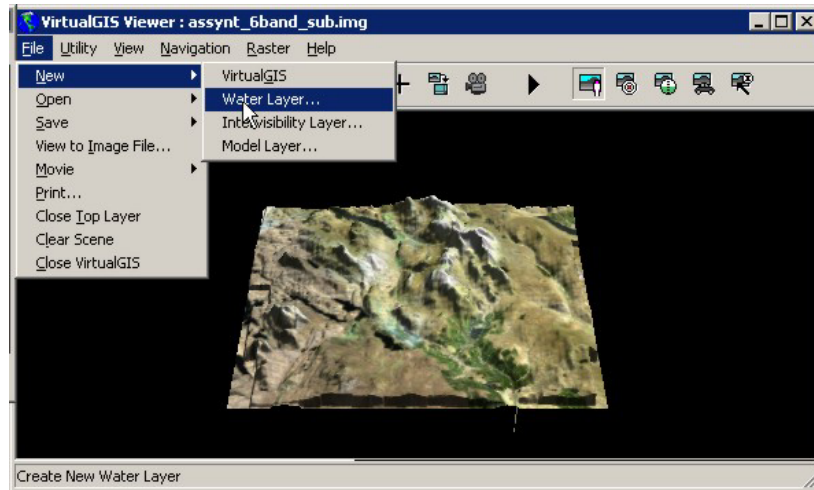 VirtualGIS Viewer : assynt_6band_sub.img
File Utility View Navigation Raster Help
New
Open
Save
View to Image File...
Movie
Print...
Close Top Layer
Clear Scene
Close VirtualGIS
VirtualGIS
Water Layer...
Intervisibility Layer...
Model Layer...
Create New Water Layer